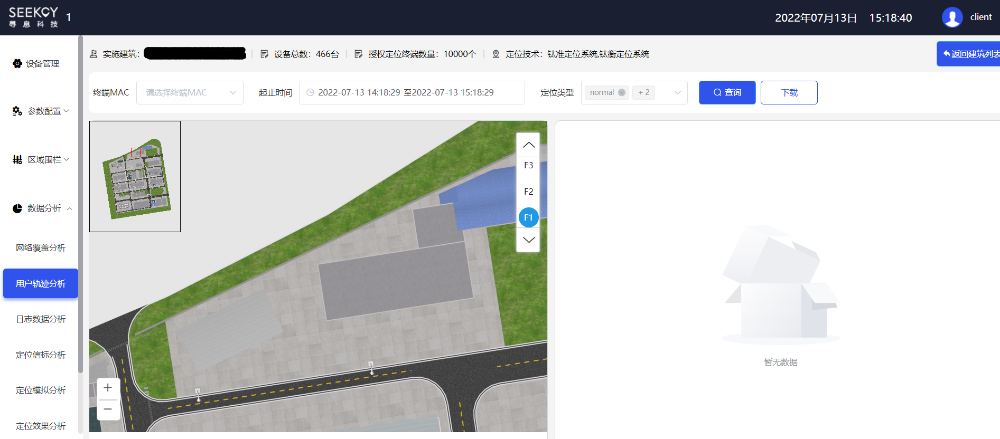 SEEKCY 1
寻息科技
2022年07月13日 15:18:40
client
设备管理
参数配置
区域围栏
数据分析
网络覆盖分析
用户轨迹分析
日志数据分析
定位信标分析
定位模拟分析
定位效果分析
实施建筑: 设备总数: 466台 授权定位终端数量: 10000个 定位技术: 钛准定位系统,钛衡定位系统
返回建筑列表
终端MAC 请选择终端MAC 起止时间 2022-07-13 14:18:29 至2022-07-13 15:18:29 定位类型 normal + 2 查询 下载
F3
F2
F1
+
−
暂无数据